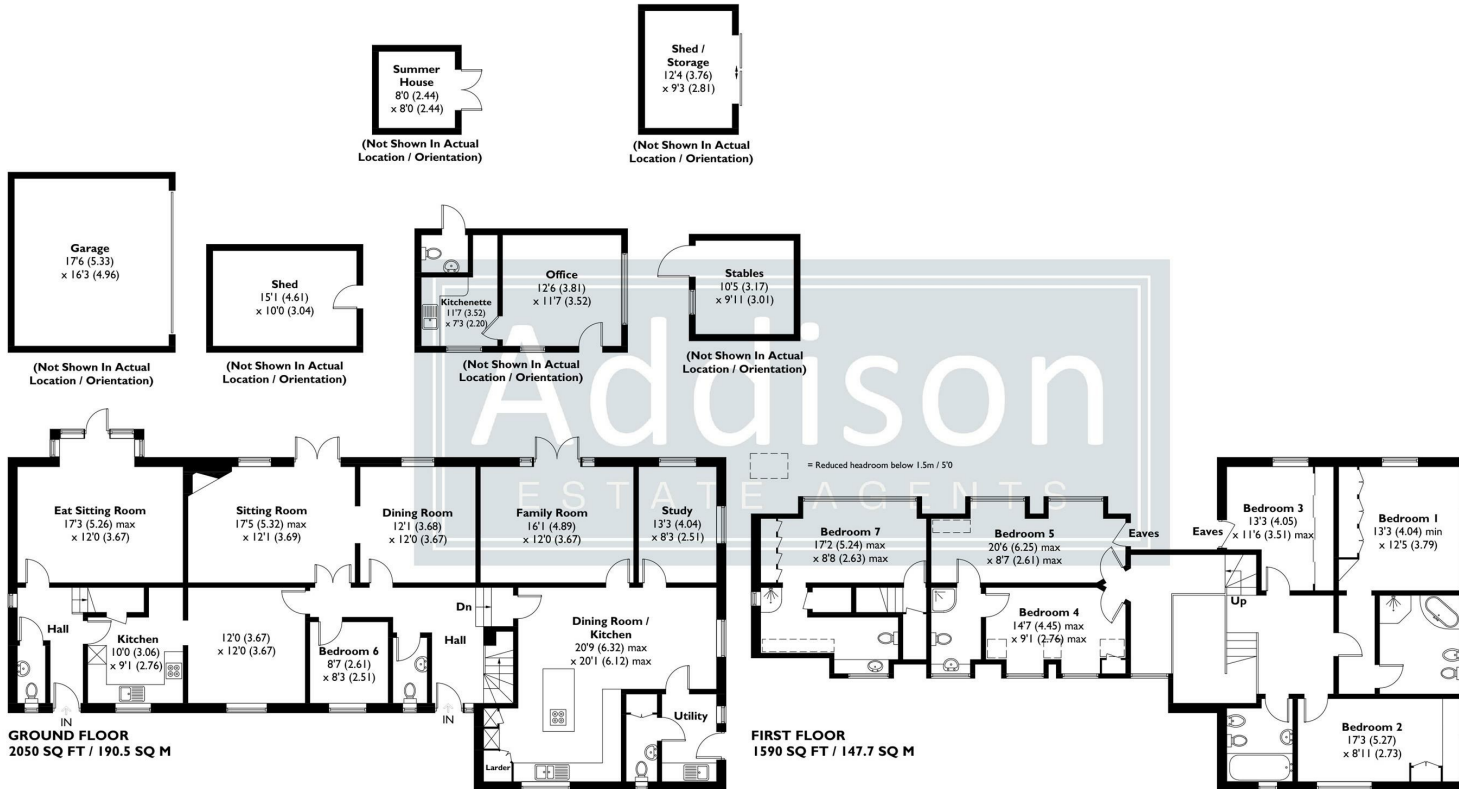 Summer
House
8'0 (2.44)
x 8'0 (2.44)
(Not Shown In Actual
Location / Orientation)
Shed /
Storage
12'4 (3.76)
x 9'3 (2.81)
(Not Shown In Actual
Location / Orientation)
Garage
17'6 (5.33)
x 16'3 (4.96)
(Not Shown In Actual
Location / Orientation)
Shed
15'1 (4.61)
x 10'0 (3.04)
(Not Shown In Actual
Location / Orientation)
Office
12'6 (3.81)
x 11'7 (3.52)
Kitchenette
11'7 (3.52)
x 7'3 (2.20)
(Not Shown In Actual
Location / Orientation)
Stables
10'5 (3.17)
x 9'11 (3.01)
(Not Shown In Actual
Location / Orientation)
Addison
ESTATE AGENTS
= Reduced headroom below 1.5m / 5'0
Eat Sitting Room
17'3 (5.26) max
x 12'0 (3.67)
Sitting Room
17'5 (5.32) max
x 12'1 (3.69)
Dining Room
12'1 (3.68)
x 12'0 (3.67)
Family Room
16'1 (4.89)
x 12'0 (3.67)
Study
13'3 (4.04)
x 8'3 (2.51)
Hall
Kitchen
10'0 (3.06)
x 9'1 (2.76)
12'0 (3.67)
x 12'0 (3.67)
Bedroom 6
8'7 (2.61)
x 8'3 (2.51)
Dn
Hall
Dining Room /
Kitchen
20'9 (6.32) max
x 20'1 (6.12) max
Utility
Larder
IN
IN
GROUND FLOOR
2050 SQ FT / 190.5 SQ M
Bedroom 7
17'2 (5.24) max
x 8'8 (2.63) max
Bedroom 5
20'6 (6.25) max
x 8'7 (2.61) max
Eaves
Bedroom 4
14'7 (4.45) max
x 9'1 (2.76) max
Eaves
Bedroom 3
13'3 (4.05)
x 11'6 (3.51) max
Bedroom 1
13'3 (4.04) min
x 12'5 (3.79)
Up
Bedroom 2
17'3 (5.27)
x 8'11 (2.73)
FIRST FLOOR
1590 SQ FT / 147.7 SQ M